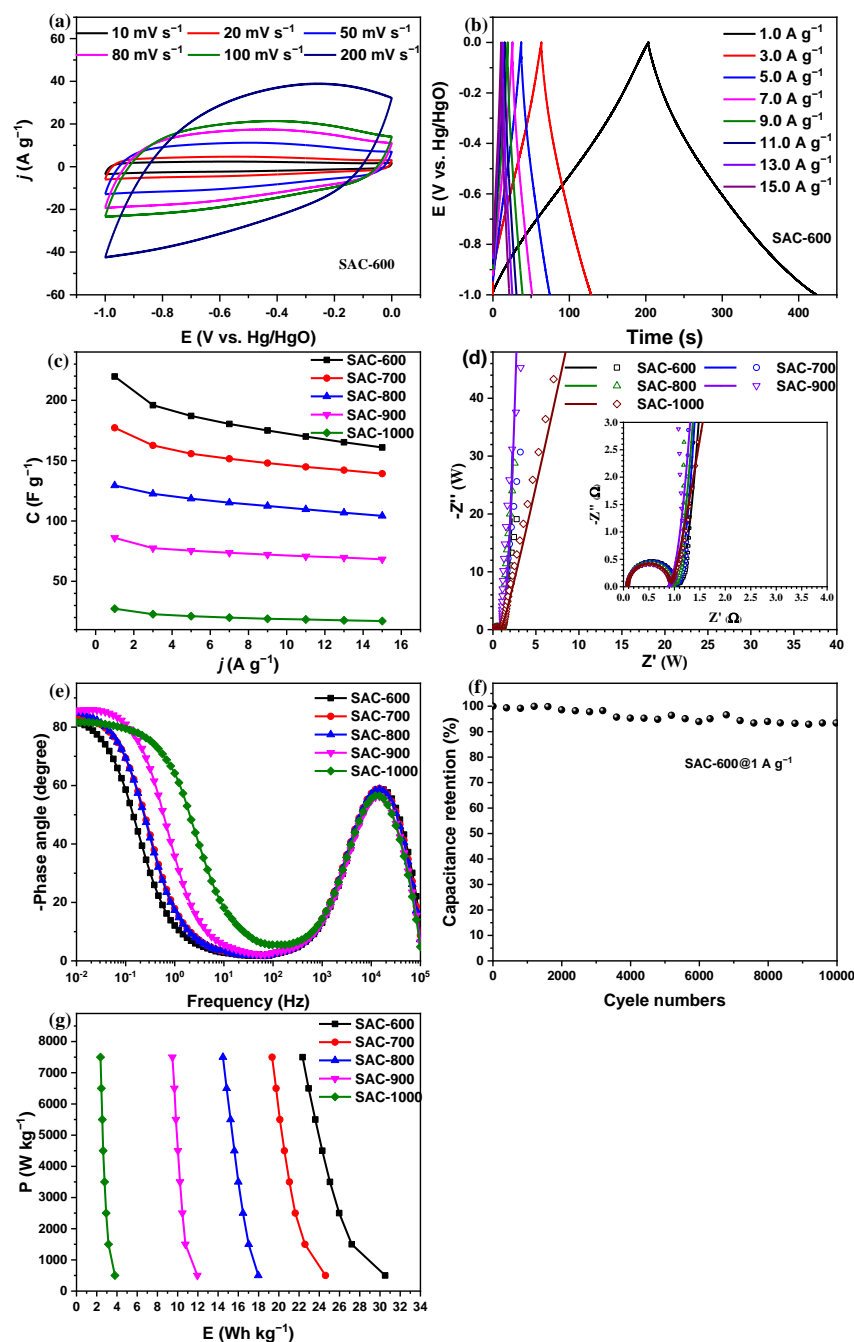 (a)
10 mV s⁻¹ 20 mV s⁻¹ 50 mV s⁻¹
80 mV s⁻¹ 100 mV s⁻¹ 200 mV s⁻¹
60
40
20
0
-20
-40
-60
j (A g⁻¹)
SAC-600
-1.0 -0.8 -0.6 -0.4 -0.2 0.0
E (V vs. Hg/HgO)
(b)
0.0
-0.2
-0.4
-0.6
-0.8
-1.0
E (V vs. Hg/HgO)
1.0 A g⁻¹
3.0 A g⁻¹
5.0 A g⁻¹
7.0 A g⁻¹
9.0 A g⁻¹
11.0 A g⁻¹
13.0 A g⁻¹
15.0 A g⁻¹
SAC-600
0 100 200 300 400
Time (s)
(c)
SAC-600
SAC-700
SAC-800
SAC-900
SAC-1000
200
150
100
50
C (F g⁻¹)
0 2 4 6 8 10 12 14 16
j (A g⁻¹)
(d)
SAC-600 SAC-700
SAC-800 SAC-900
SAC-1000
-40
-30
-20
-10
0
-Z'' (W)
3.0
2.5
2.0
1.5
1.0
0.5
0.0
-Z'' (Ω)
0.0 0.5 1.0 1.5 2.0 2.5 3.0 3.5 4.0
Z' (Ω)
0 5 10 15 20 25 30 35 40
Z' (W)
(e)
SAC-600
SAC-700
SAC-800
SAC-900
SAC-1000
80
60
40
20
0
-Phase angle (degree)
10⁻² 10⁻¹ 10⁰ 10¹ 10² 10³ 10⁴ 10⁵
Frequency (Hz)
(f)
110
100
90
80
70
60
50
40
30
20
10
0
Capacitance retention (%)
SAC-600@1 A g⁻¹
0 2000 4000 6000 8000 10000
Cyele numbers
(g)
SAC-600
SAC-700
SAC-800
SAC-900
SAC-1000
8000
7000
6000
5000
4000
3000
2000
1000
0
P (W kg⁻¹)
0 2 4 6 8 10 12 14 16 18 20 22 24 26 28 30 32 34
E (Wh kg⁻¹)